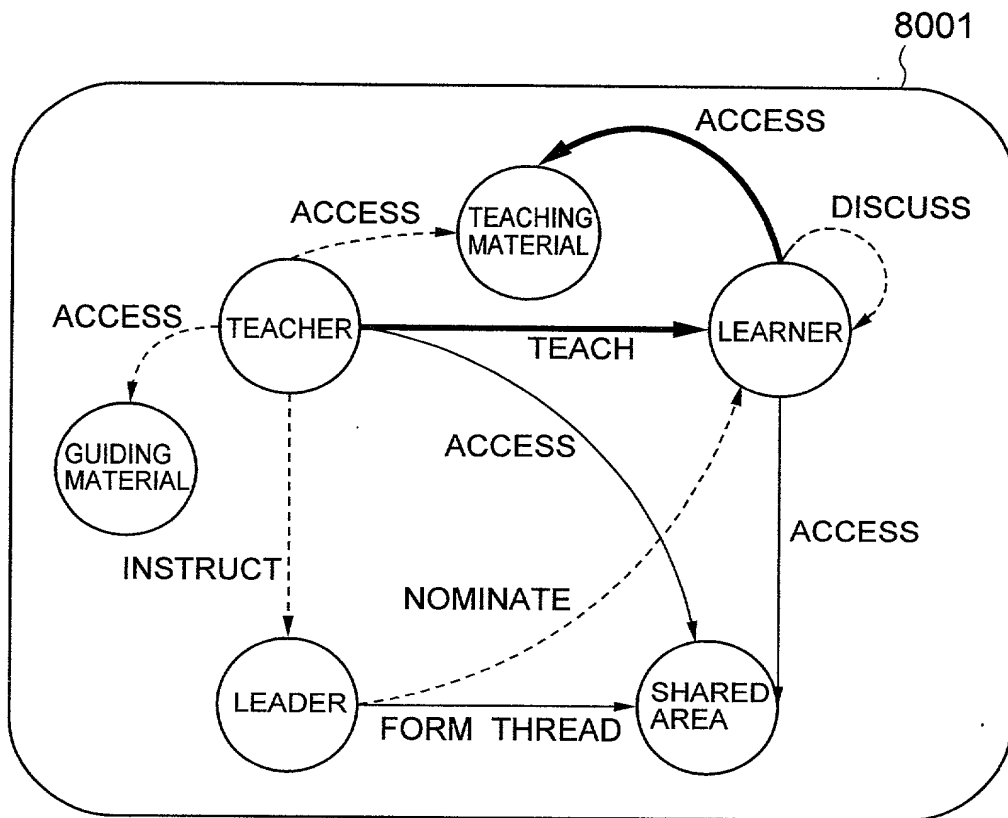 8001
ACCESS
DISCUSS
ACCESS
TEACHING
MATERIAL
ACCESS
TEACHER
LEARNER
TEACH
GUIDING
MATERIAL
ACCESS
ACCESS
INSTRUCT
NOMINATE
LEADER
SHARED
AREA
FORM THREAD